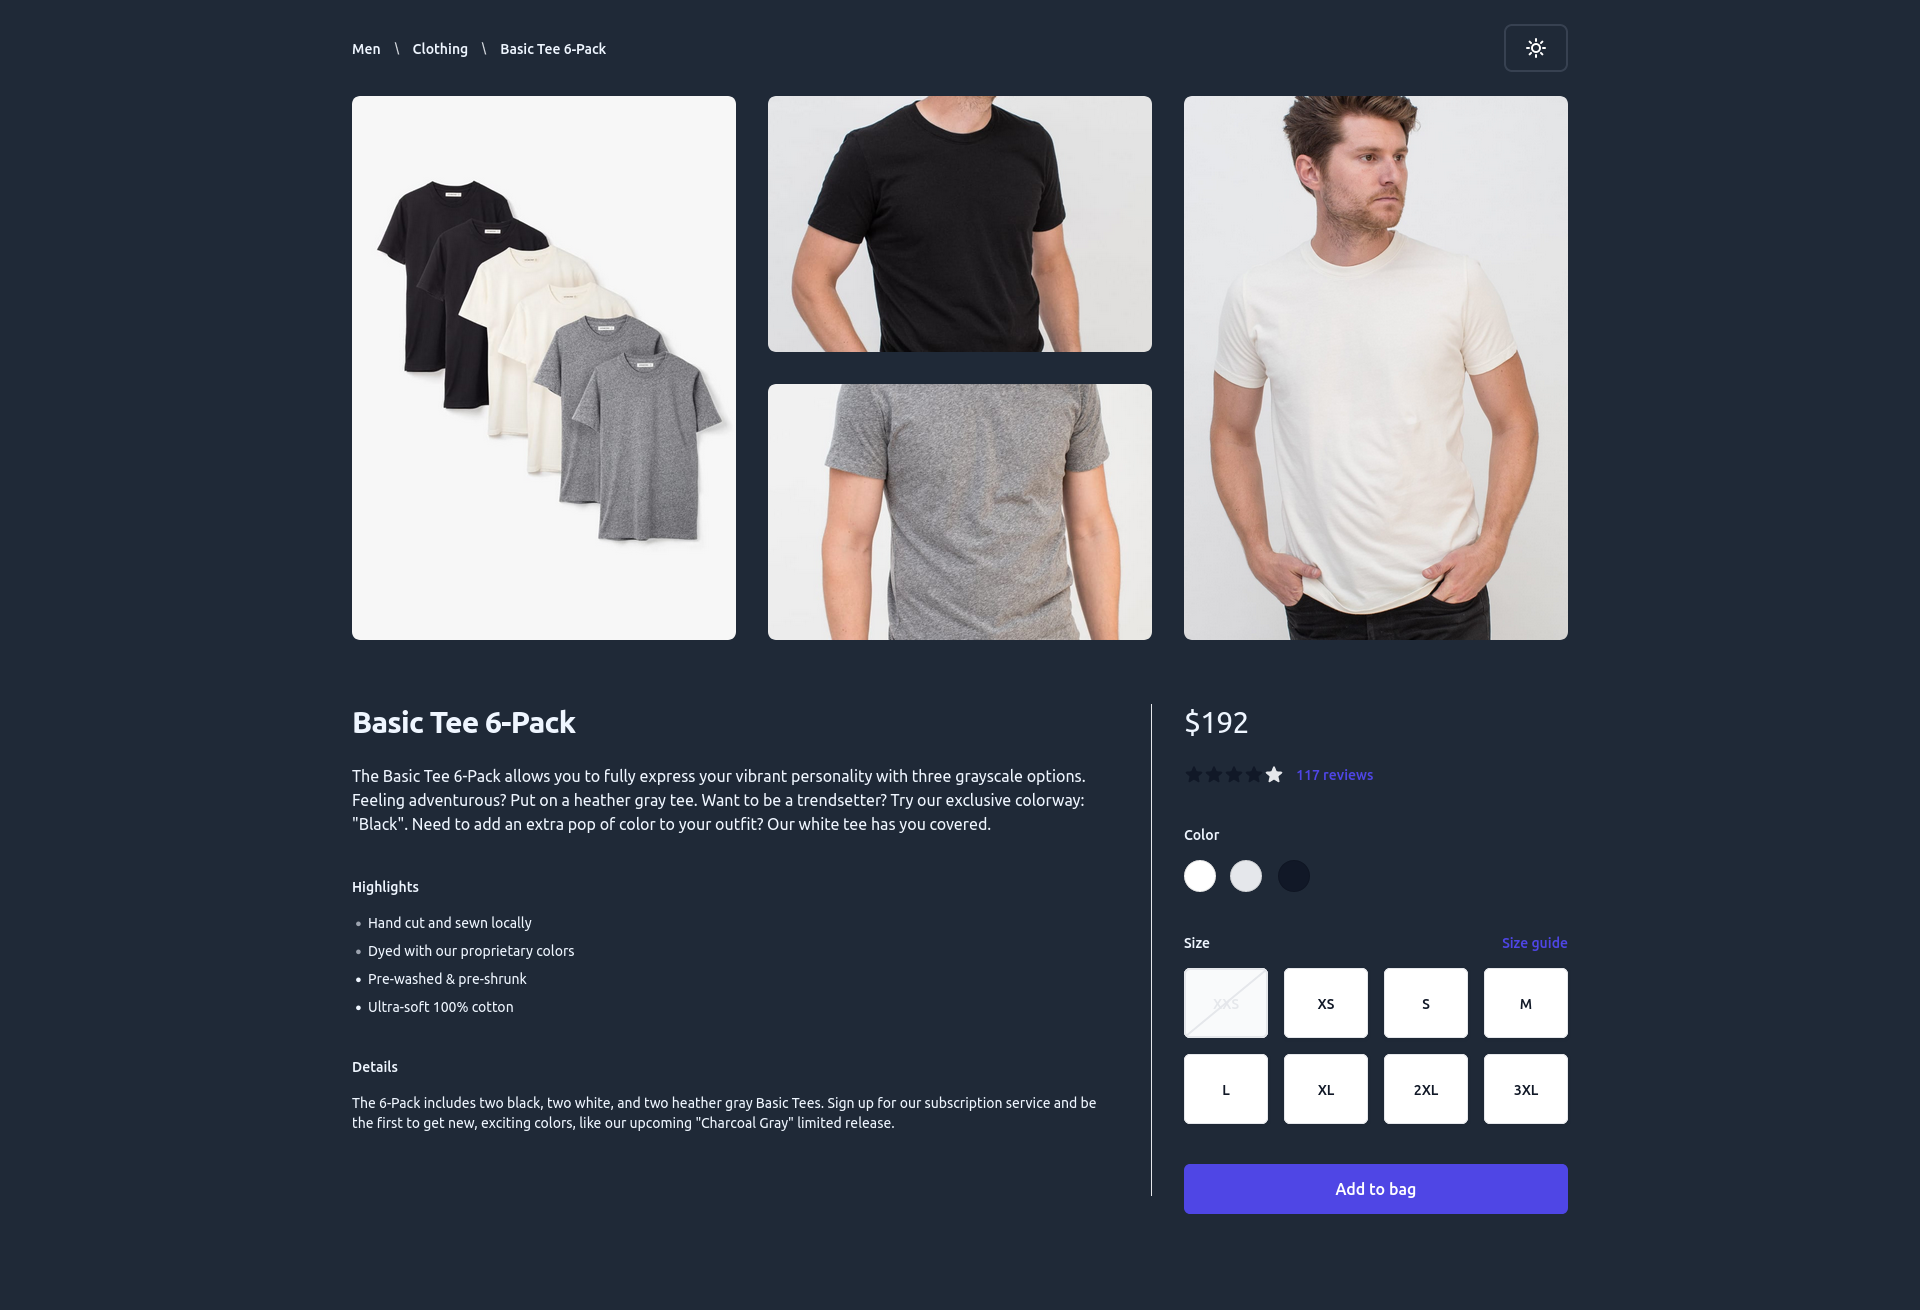 Men \ Clothing \ Basic Tee 6-Pack
Basic Tee 6-Pack
The Basic Tee 6-Pack allows you to fully express your vibrant personality with three grayscale options.
Feeling adventurous? Put on a heather gray tee. Want to be a trendsetter? Try our exclusive colorway:
"Black". Need to add an extra pop of color to your outfit? Our white tee has you covered.
Highlights
• Hand cut and sewn locally
• Dyed with our proprietary colors
• Pre-washed & pre-shrunk
• Ultra-soft 100% cotton
Details
The 6-Pack includes two black, two white, and two heather gray Basic Tees. Sign up for our subscription service and be
the first to get new, exciting colors, like our upcoming "Charcoal Gray" limited release.
$192
117 reviews
Color
Size Size guide
XXS XS S M
L XL 2XL 3XL
Add to bag